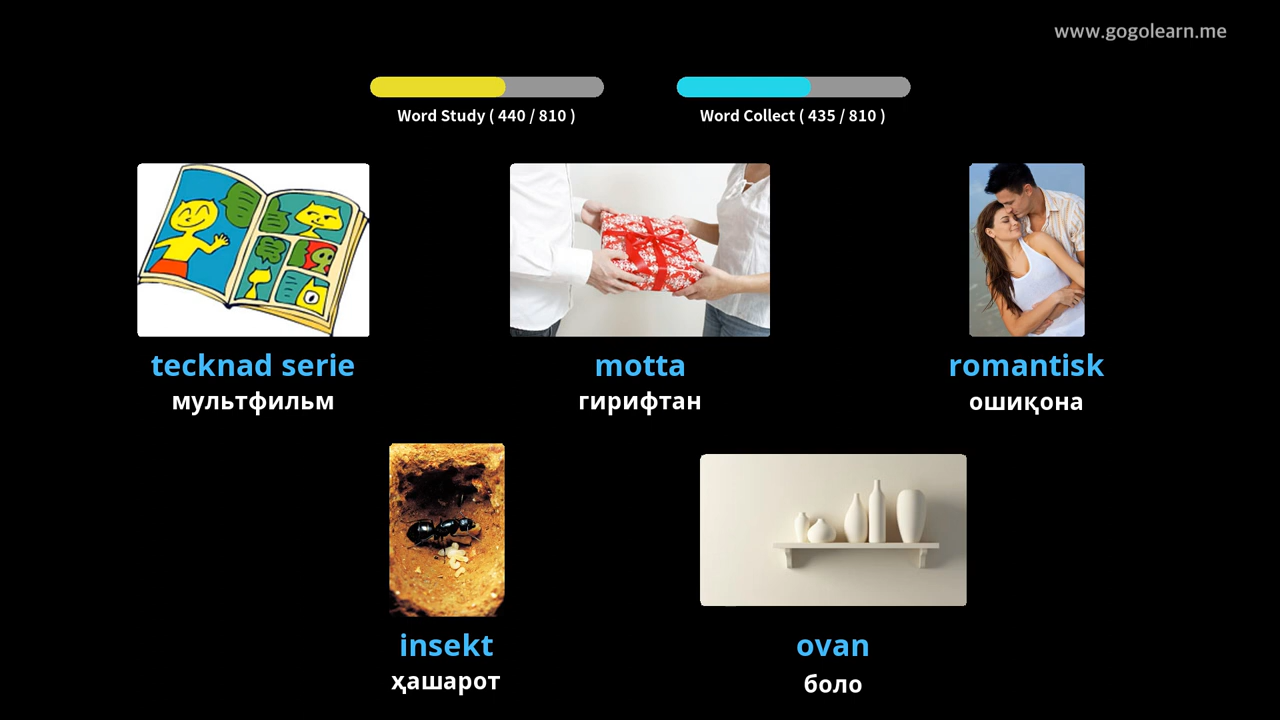 www.gogolearn.me
Word Study ( 440 / 810 )
Word Collect ( 435 / 810 )
tecknad serie
мультфильм
motta
гирифтан
romantisk
ошиқона
insekt
ҳашарот
ovan
боло